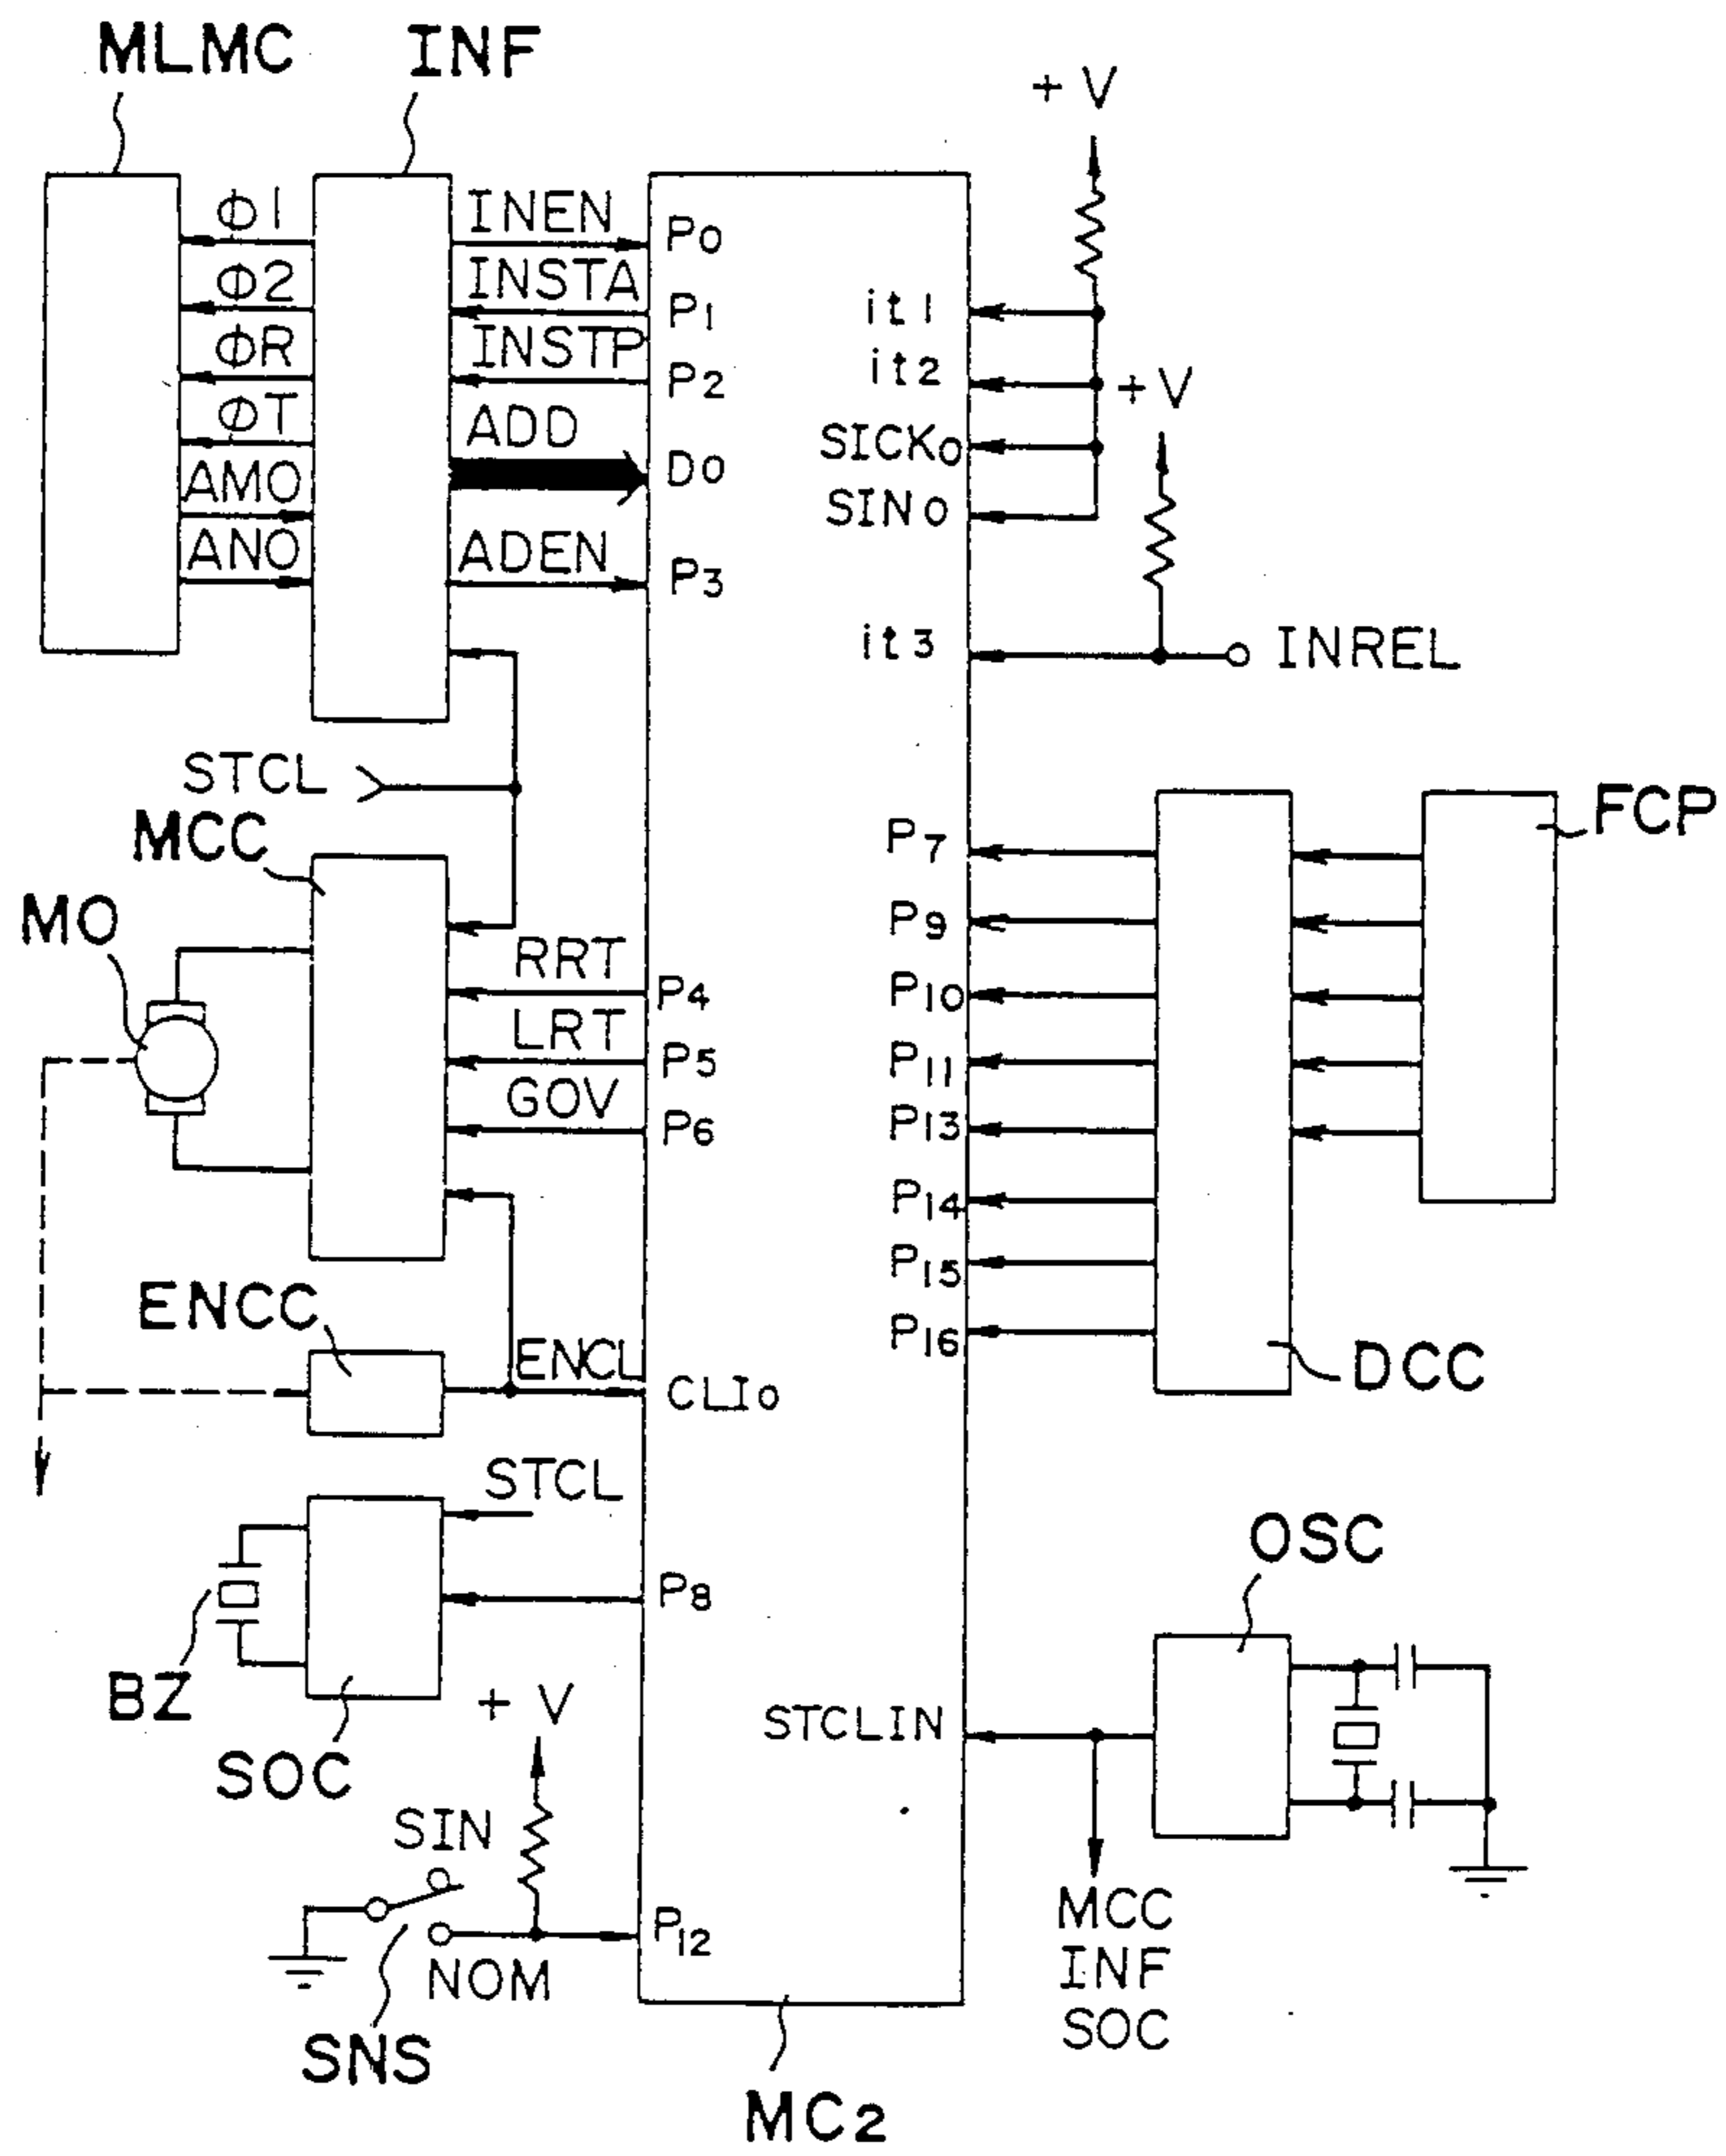 MLMC
INF
+V
Φ1
INEN
P0
Φ2
INSTA
P1
it1
ΦR
INSTP
P2
it2
+V
ΦT
ADD
D0
SICK0
AMO
SIN0
ANO
ADEN
P3
it3
INREL
STCL
MCC
P7
FCP
MO
P9
RRT
P4
P10
LRT
P5
P11
GOV
P6
P13
P14
P15
ENCC
P16
ENCL
CLI0
DCC
STCL
OSC
P8
BZ
+V
STCLIN
SOC
SIN
MCC
INF
SOC
P12
NOM
SNS
MC2